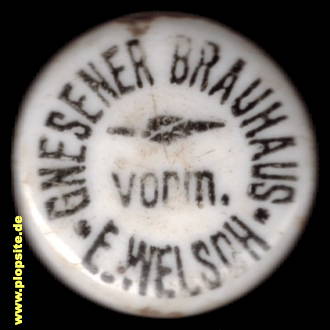 GNESENER BRAUHAUS
vorm.
• E.WELSCH •
www.plopsite.de